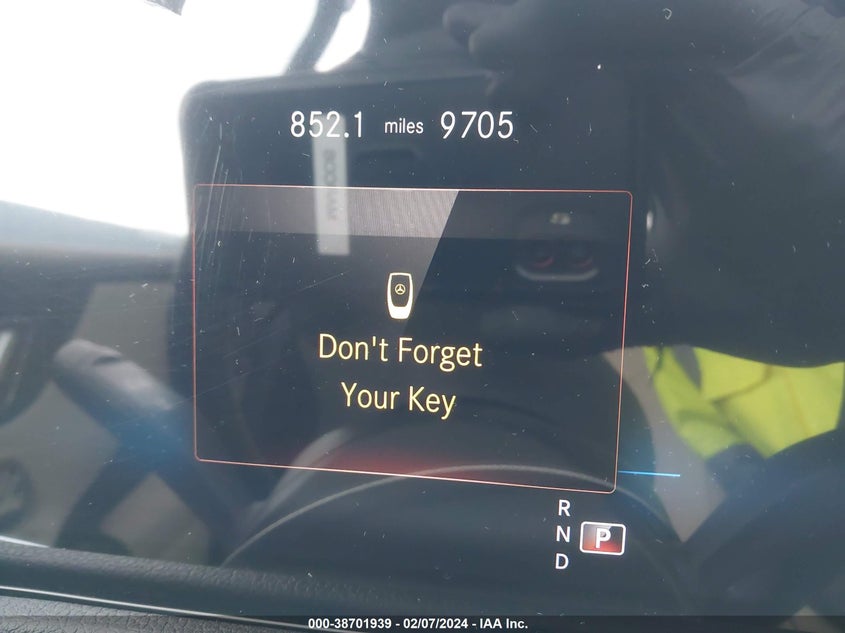 852.1 miles 9705
Don't Forget
Your Key
R
N P
D
000-38701939 - 02/07/2024 - IAA Inc.